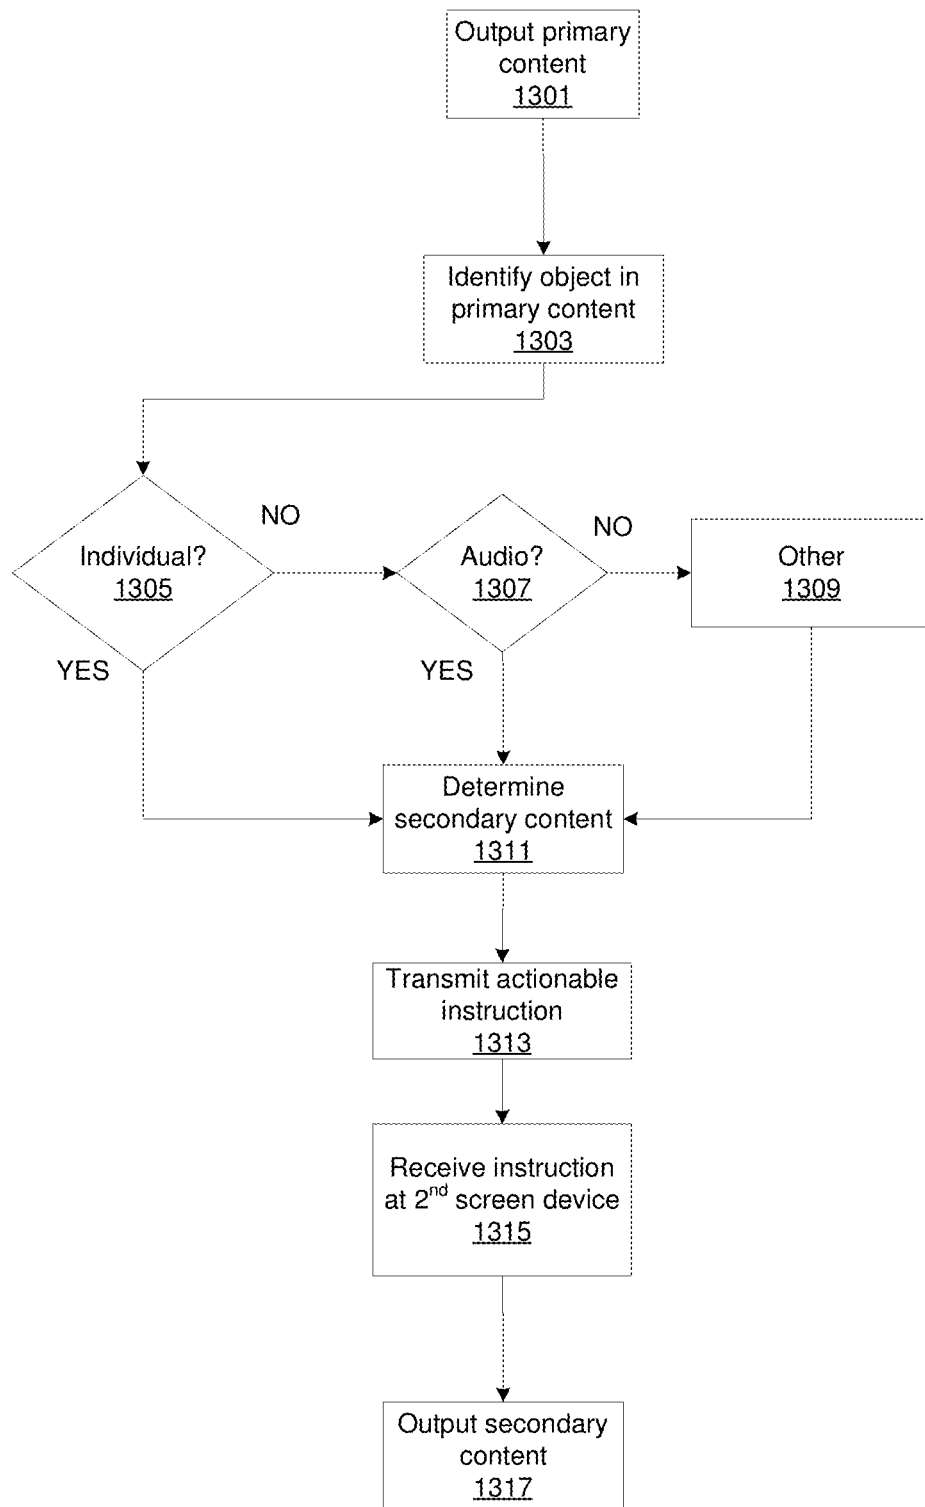 Output primary
content
1301
Identify object in
primary content
1303
Individual?
1305
NO
Audio?
1307
NO
Other
1309
YES
YES
Determine
secondary content
1311
Transmit actionable
instruction
1313
Receive instruction
at 2nd screen device
1315
Output secondary
content
1317